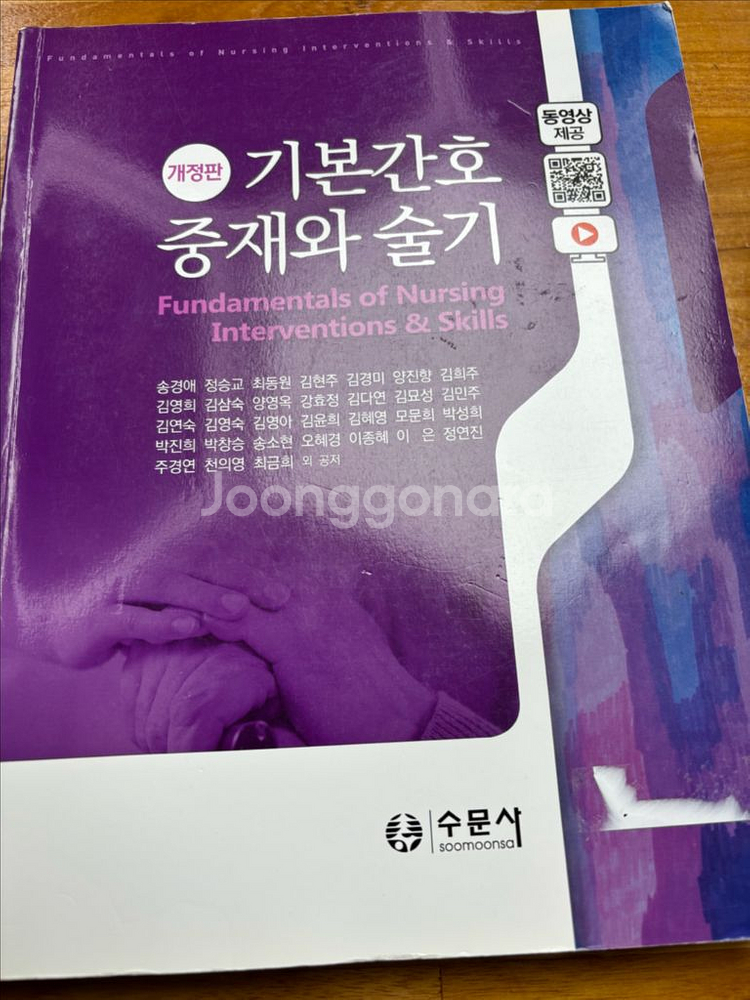 Fundamentals of Nursing Interventions & Skills
동영상
제공
개정판 기본간호
중재와 술기
Fundamentals of Nursing
Interventions & Skills
송경애 정승교 최동원 김현주 김경미 양진향 김희주
김영희 김삼숙 양영옥 강효정 김다연 김묘성 김민주
김연숙 김영숙 김영아 김윤희 김혜영 모문희 박성희
박진희 박창승 송소현 오혜경 이종혜 이 은 정연진
주경연 천의영 최금희 외 공저
Joonggonara
수문사
soomoonsa